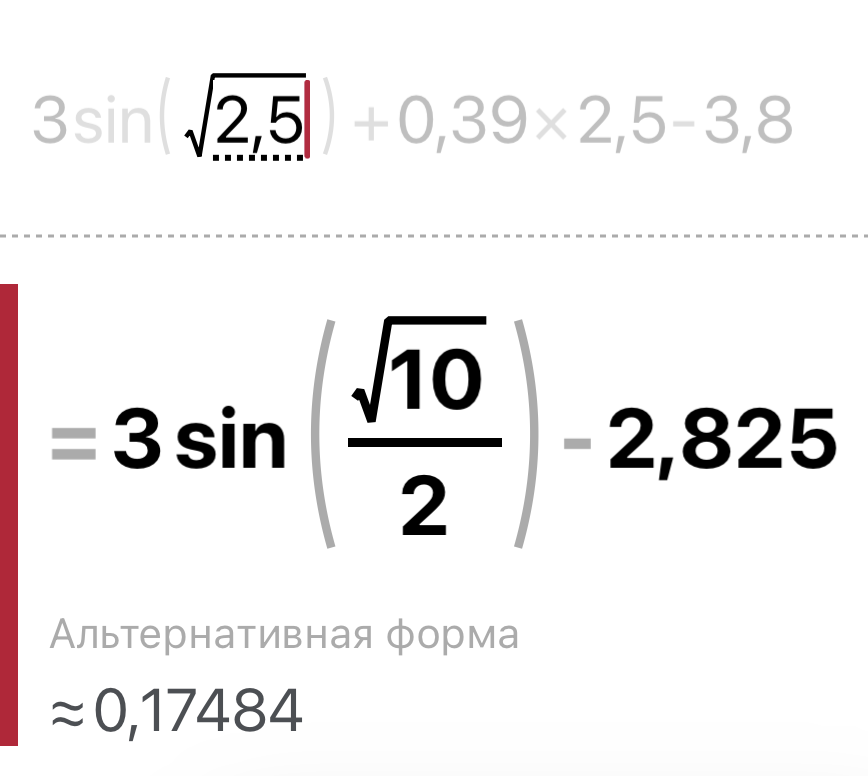 3sin(√2,5)+0,39×2,5-3,8
=3 sin(√10/2)-2,825
Альтернативная форма
≈0,17484